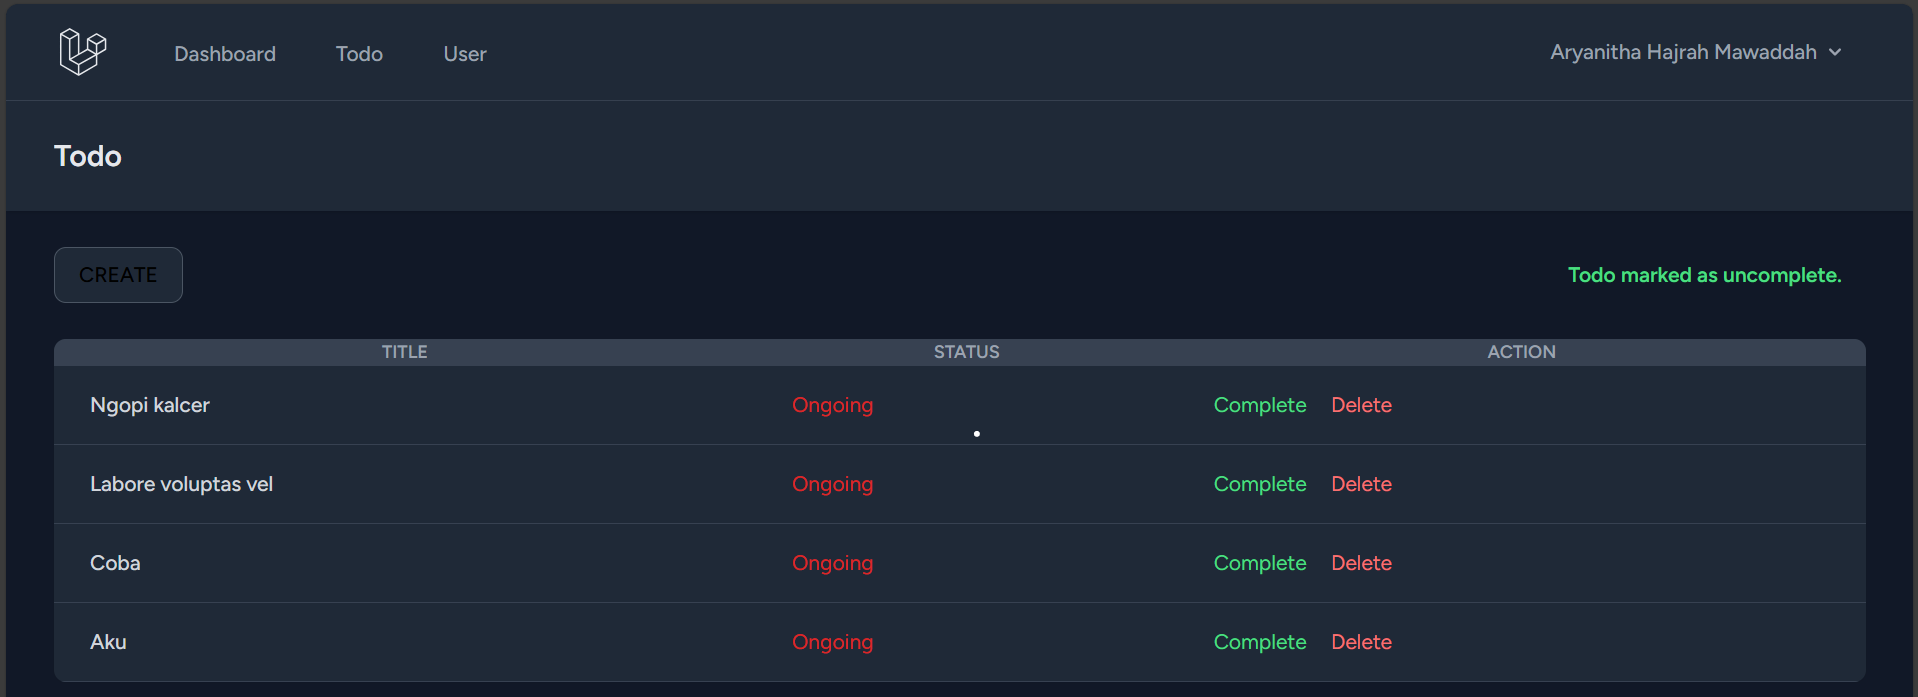 Dashboard Todo User Aryanitha Hajrah Mawaddah
Todo
CREATE Todo marked as uncomplete.
TITLE STATUS ACTION
Ngopi kalcer Ongoing Complete Delete
Labore voluptas vel Ongoing Complete Delete
Coba Ongoing Complete Delete
Aku Ongoing Complete Delete